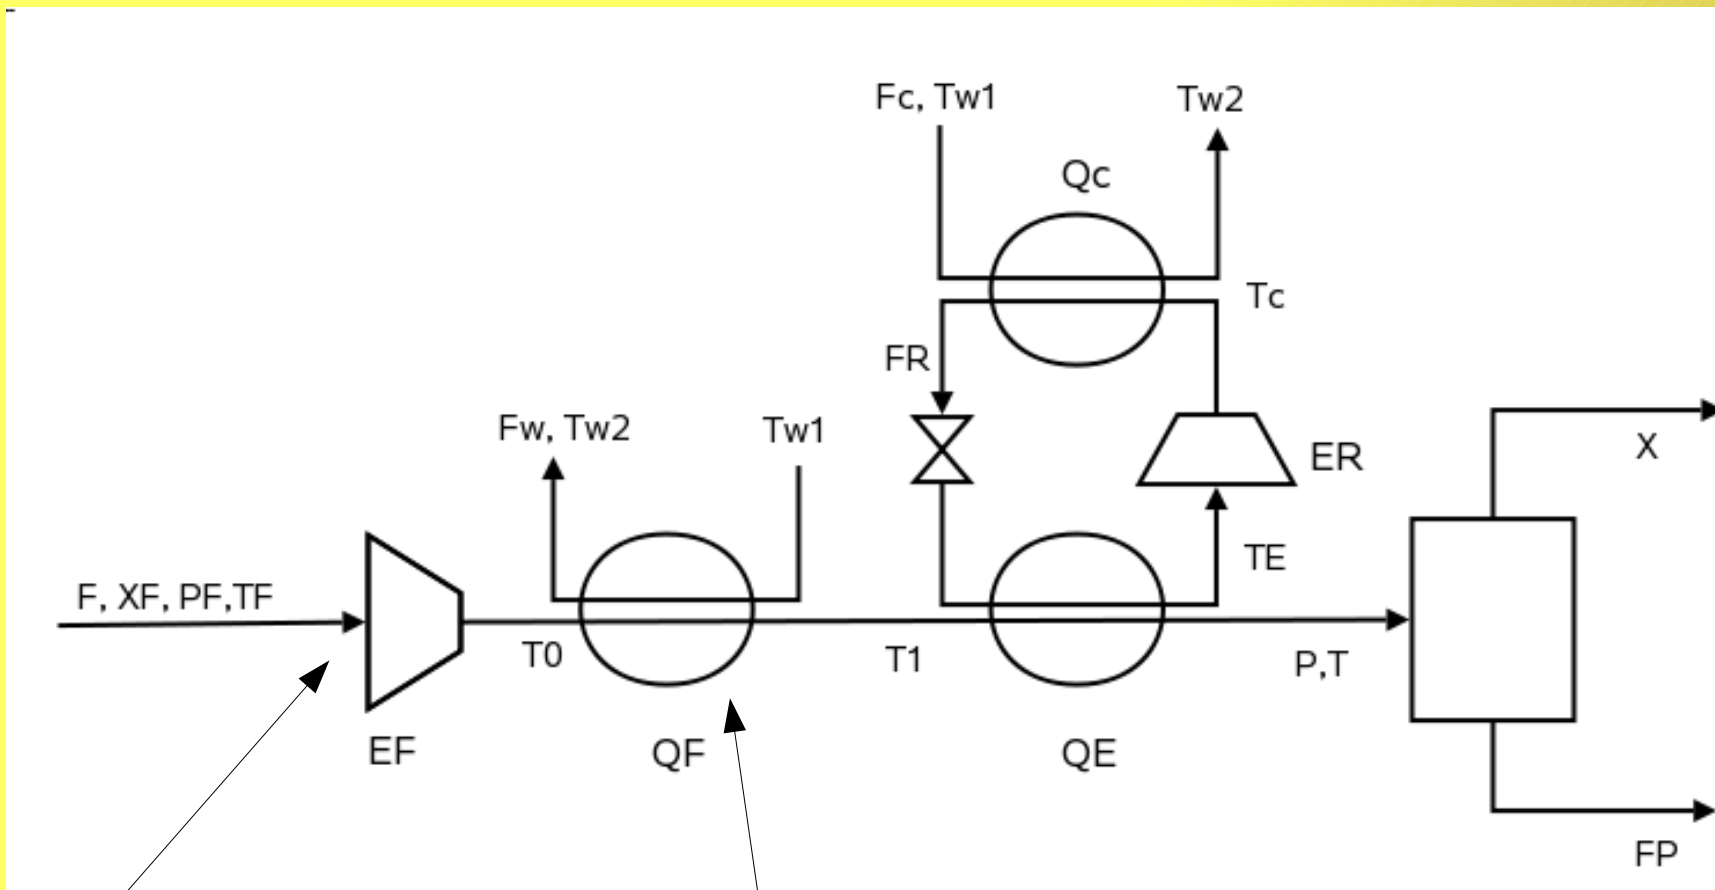 Fc, Tw1
Tw2
Qc
Tc
FR
Fw, Tw2
Tw1
ER
X
TE
F, XF, PF,TF
T0
T1
P,T
EF
QF
QE
FP